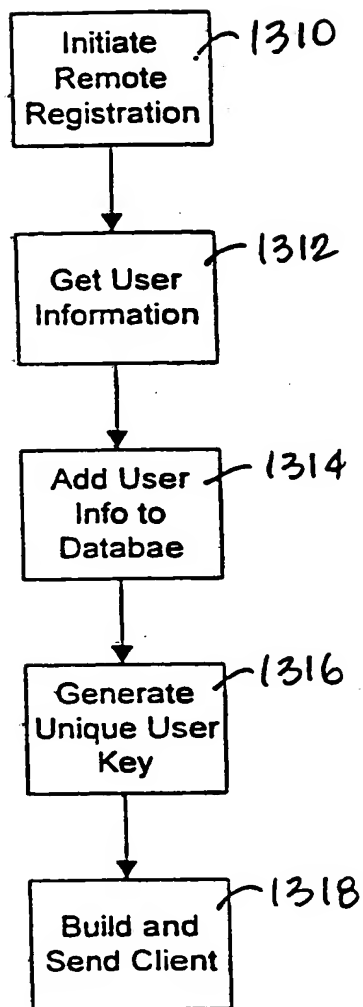 Initiate
Remote
Registration
1310
Get User
Information
1312
Add User
Info to
Databae
1314
Generate
Unique User
Key
1316
Build and
Send Client
1318